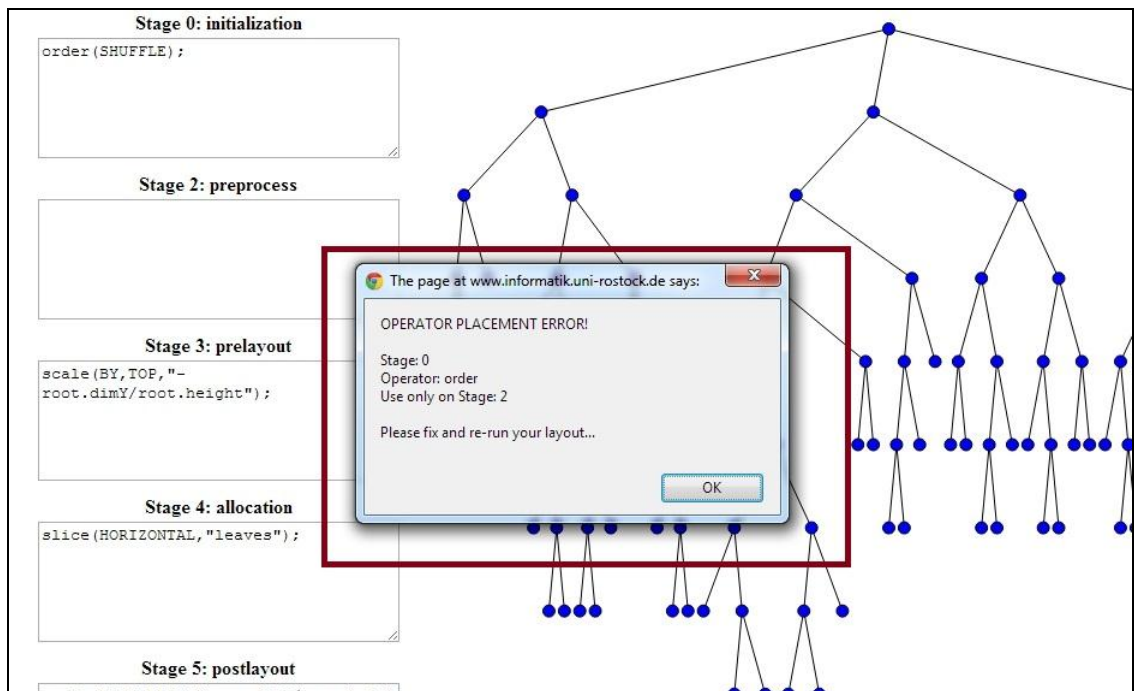 Stage 0: initialization
order(SHUFFLE);
Stage 2: preprocess
Stage 3: prelayout
scale(BY,TOP,"-
root.dimY/root.height");
Stage 4: allocation
slice(HORIZONTAL,"leaves");
Stage 5: postlayout
The page at www.informatik.uni-rostock.de says:
OPERATOR PLACEMENT ERROR!
Stage: 0
Operator: order
Use only on Stage: 2
Please fix and re-run your layout...
OK